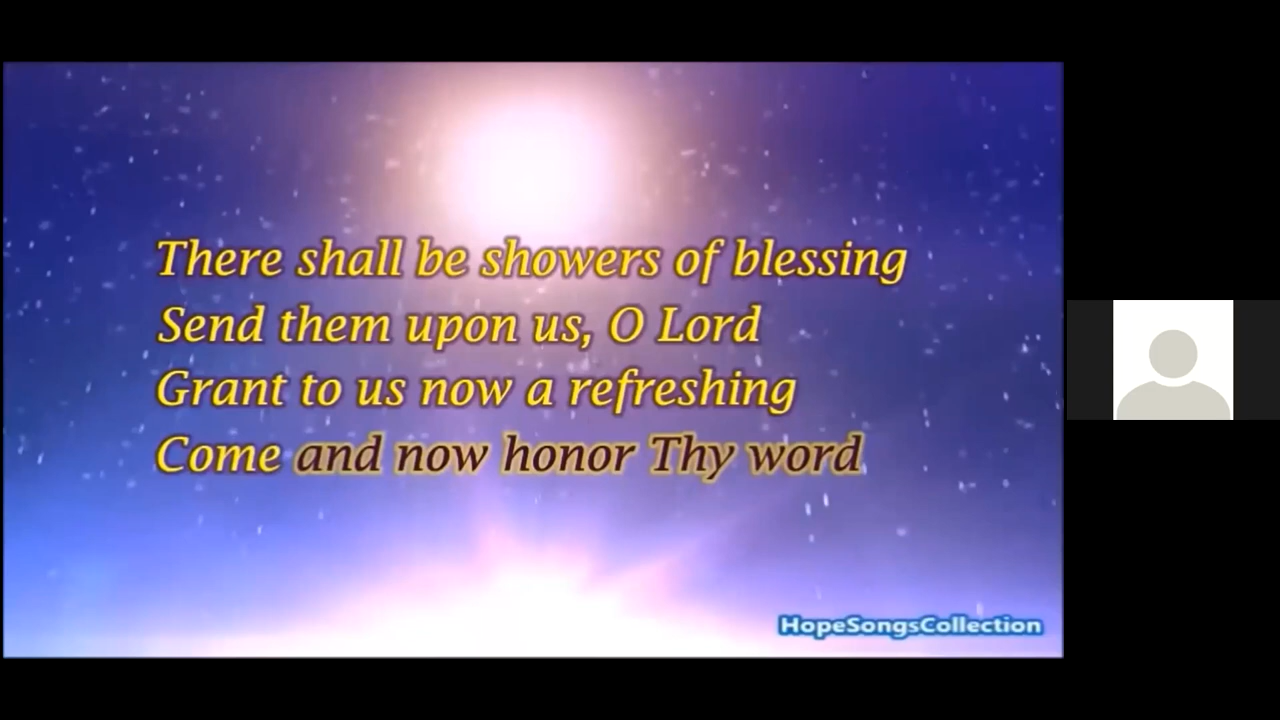 There shall be showers of blessing
Send them upon us, O Lord
Grant to us now a refreshing
Come and now honor Thy word
HopeSongsCollection